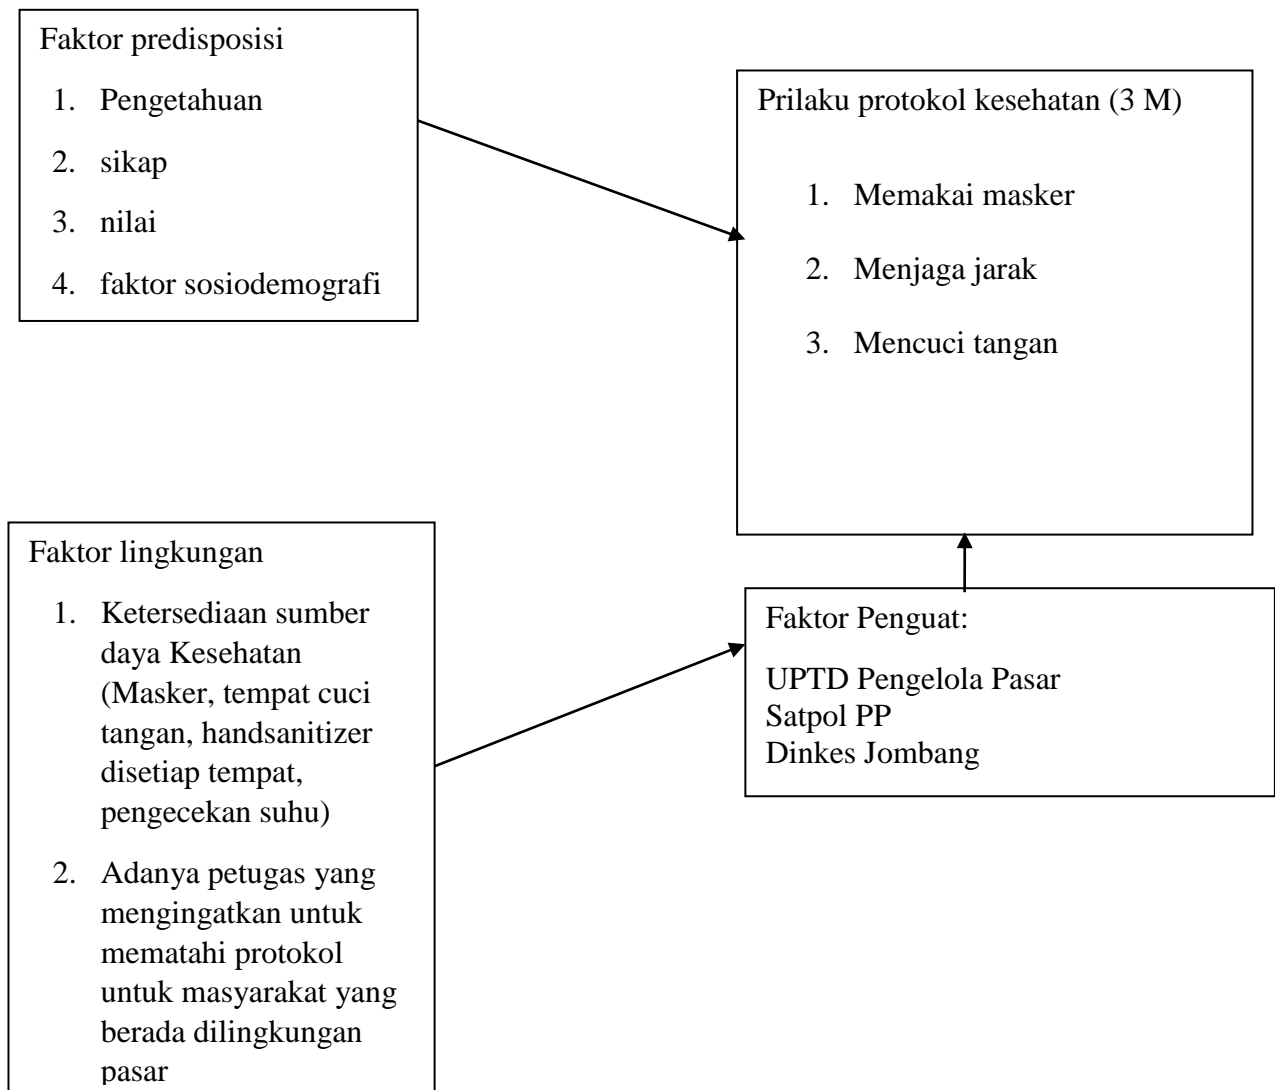 Faktor predisposisi
1. Pengetahuan
2. sikap
3. nilai
4. faktor sosiodemografi
Prilaku protokol kesehatan (3 M)
1. Memakai masker
2. Menjaga jarak
3. Mencuci tangan
Faktor lingkungan
1. Ketersediaan sumber
daya Kesehatan
(Masker, tempat cuci
tangan, handsanitizer
disetiap tempat,
pengecekan suhu)
2. Adanya petugas yang
mengingatkan untuk
mematahi protokol
untuk masyarakat yang
berada dilingkungan
pasar
Faktor Penguat:
UPTD Pengelola Pasar
Satpol PP
Dinkes Jombang